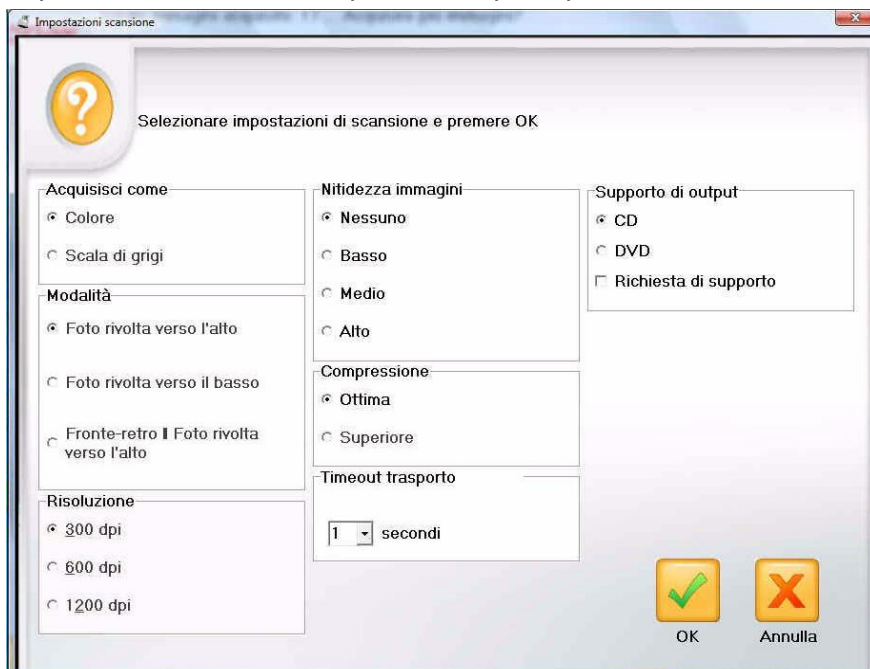 Impostazioni scansione
Selezionare impostazioni di scansione e premere OK
Acquisisci come
Colore
Scala di grigi
Modalità
Foto rivolta verso l'alto
Foto rivolta verso il basso
Fronte-retro Foto rivolta
verso l'alto
Risoluzione
300 dpi
600 dpi
1200 dpi
Nitidezza immagini
Nessuno
Basso
Medio
Alto
Compressione
Ottima
Superiore
Timeout trasporto
1 secondi
Supporto di output
CD
DVD
Richiesta di supporto
OK
Annulla